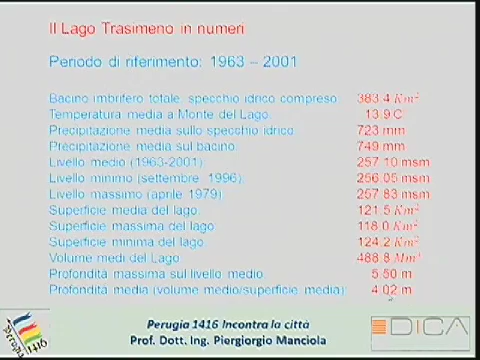 Il Lago Trasimeno in numeri
Periodo di riferimento: 1963 – 2001
Bacino imbrifero totale, specchio idrico compreso: 383.4 Km²
Temperatura media a Monte del Lago: 13.9 C
Precipitazione media sullo specchio idrico: 723 mm
Precipitazione media sul bacino: 749 mm
Livello medio (1963-2001): 257.10 msm
Livello minimo (settembre 1996): 256.05 msm
Livello massimo (aprile 1979): 257.83 msm
Superficie media del lago: 121.5 Km²
Superficie massima del lago: 118.0 Km²
Superficie minima del lago: 124.2 Km²
Volume medi del Lago: 488.8 Mm³
Profondità massima sul livello medio: 5.50 m
Profondità media (volume medio/superficie media): 4.02 m
Perugia 1416
Perugia 1416 Incontra la città
Prof. Dott. Ing. Piergiorgio Manciola
DICA